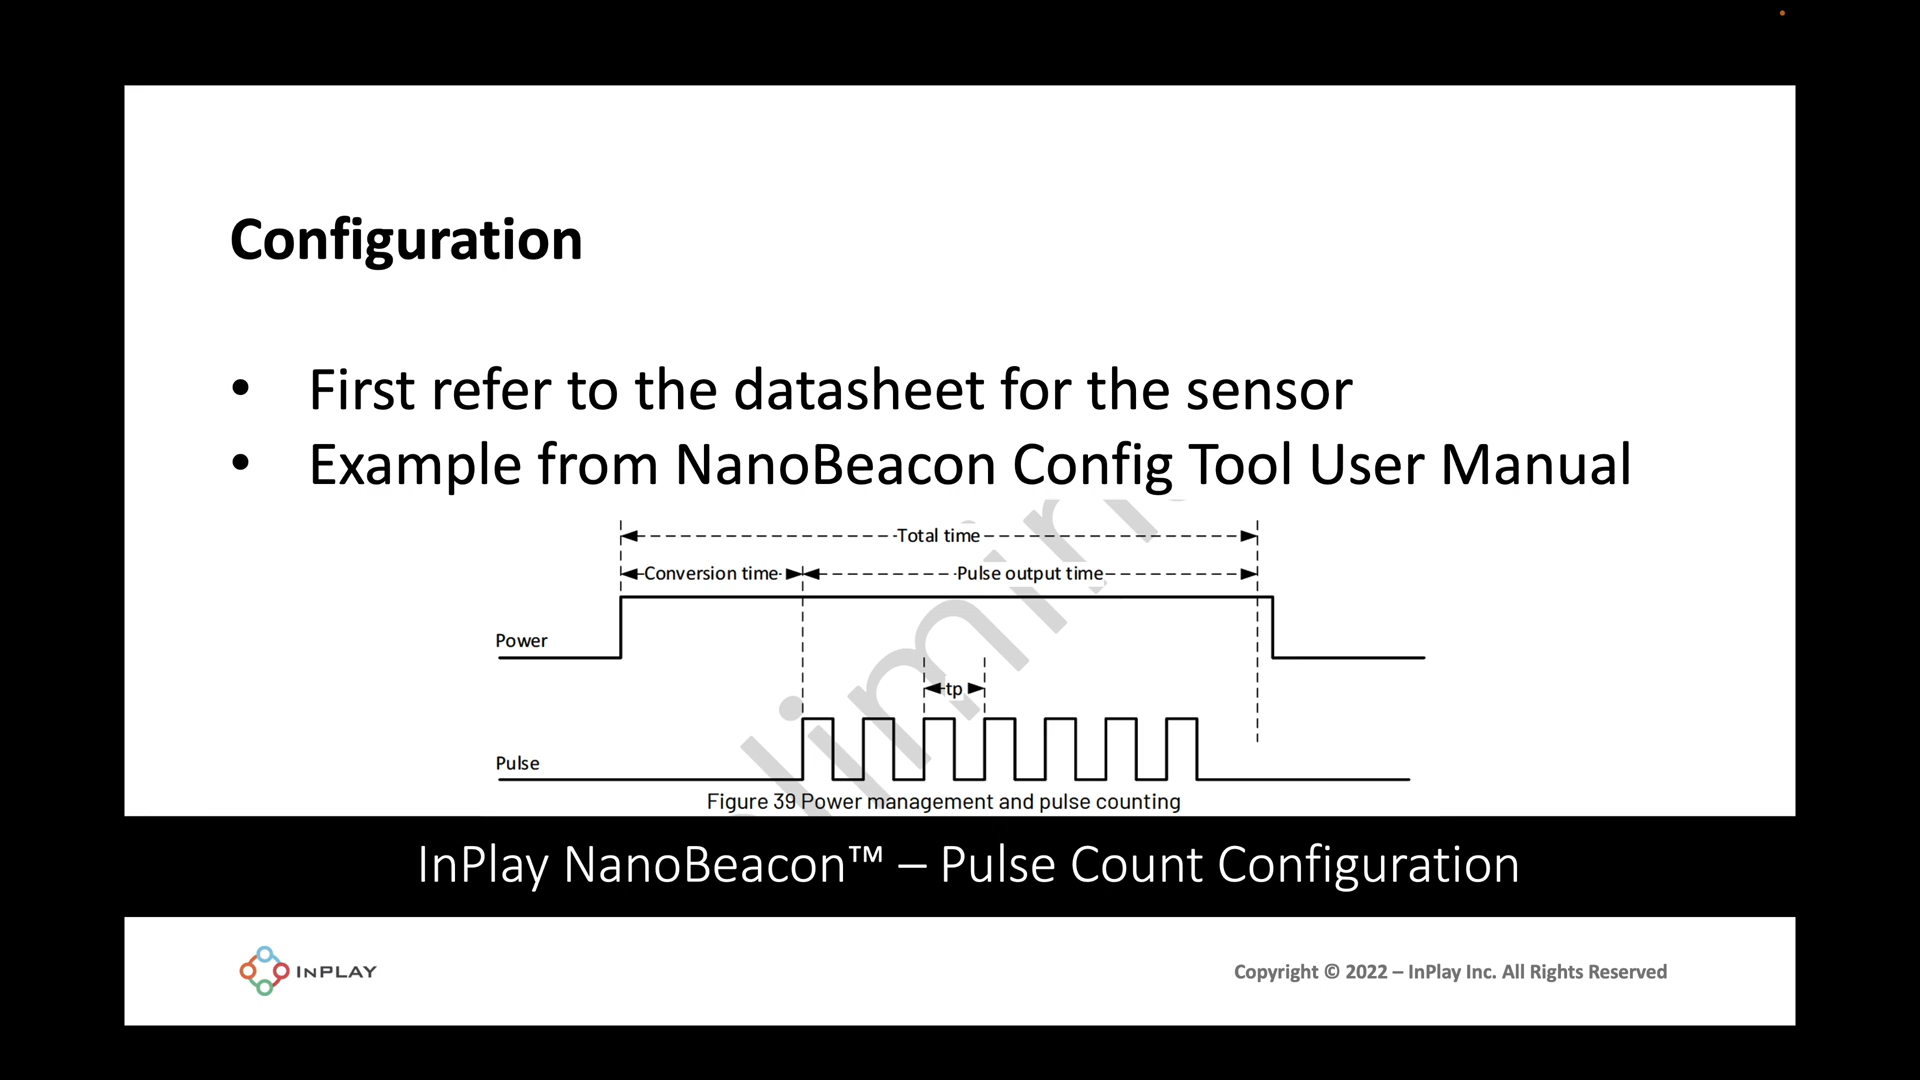 Configuration
• First refer to the datasheet for the sensor
• Example from NanoBeacon Config Tool User Manual
Total time
Conversion time
Pulse output time
Power
tp
Pulse
Figure 39 Power management and pulse counting
InPlay NanoBeacon™ – Pulse Count Configuration
INPLAY
Copyright © 2022 – InPlay Inc. All Rights Reserved